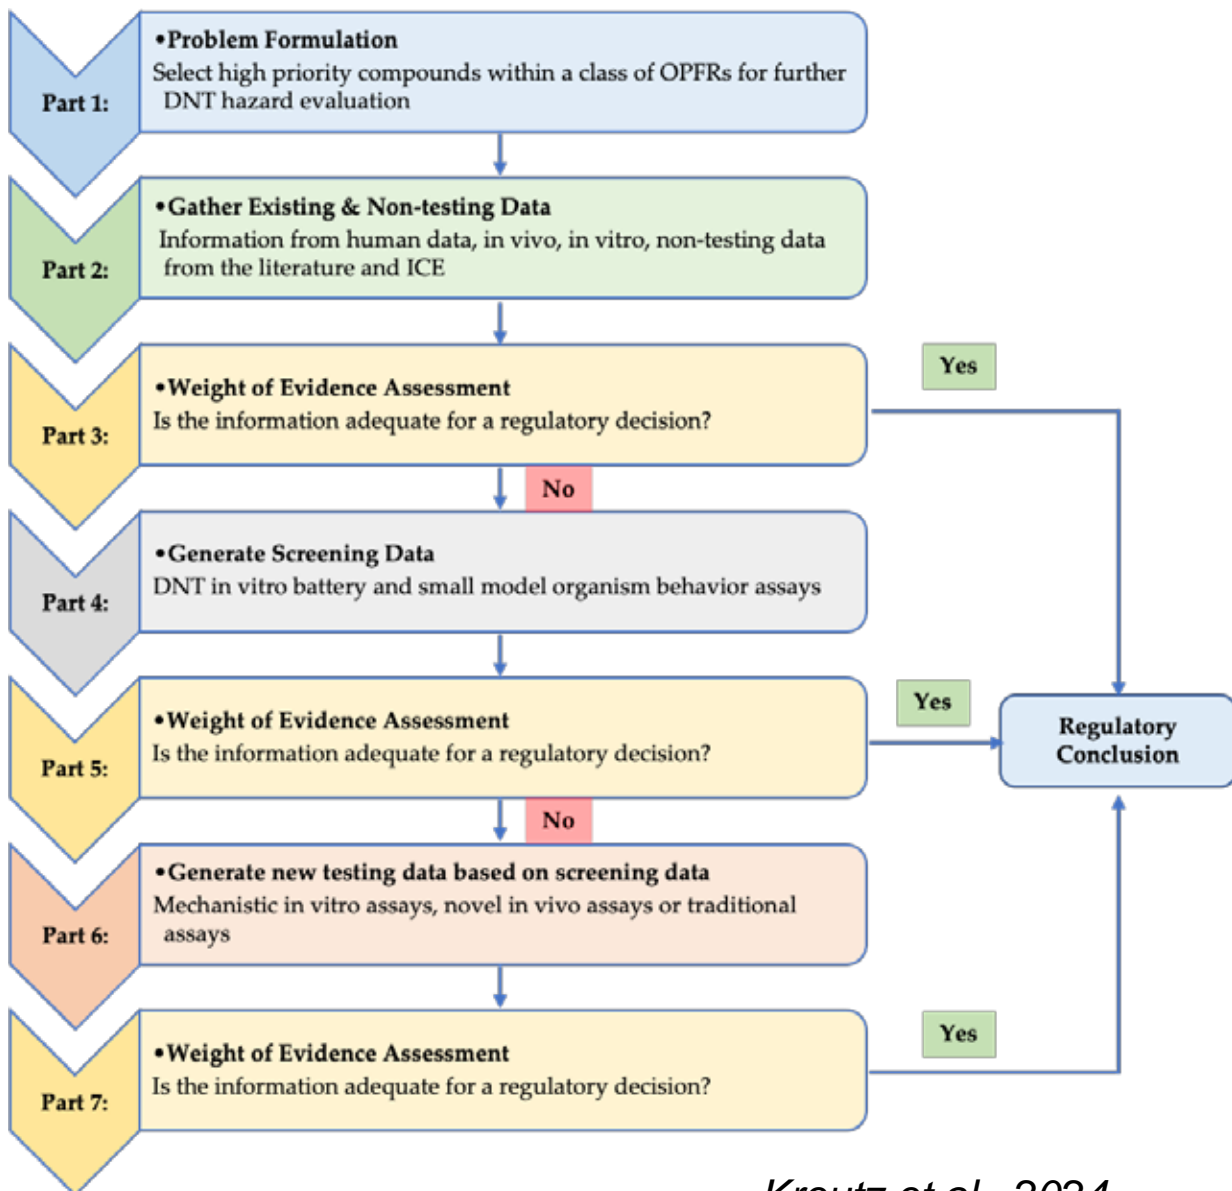 •Problem Formulation
Select high priority compounds within a class of OPFRs for further
DNT hazard evaluation
Part 1:
•Gather Existing & Non-testing Data
Information from human data, in vivo, in vitro, non-testing data
from the literature and ICE
Part 2:
•Weight of Evidence Assessment
Is the information adequate for a regulatory decision?
Part 3:
Yes
No
•Generate Screening Data
DNT in vitro battery and small model organism behavior assays
Part 4:
•Weight of Evidence Assessment
Is the information adequate for a regulatory decision?
Part 5:
Yes
Regulatory
Conclusion
No
•Generate new testing data based on screening data
Mechanistic in vitro assays, novel in vivo assays or traditional
assays
Part 6:
•Weight of Evidence Assessment
Is the information adequate for a regulatory decision?
Part 7:
Yes
Kreutz et al., 2024